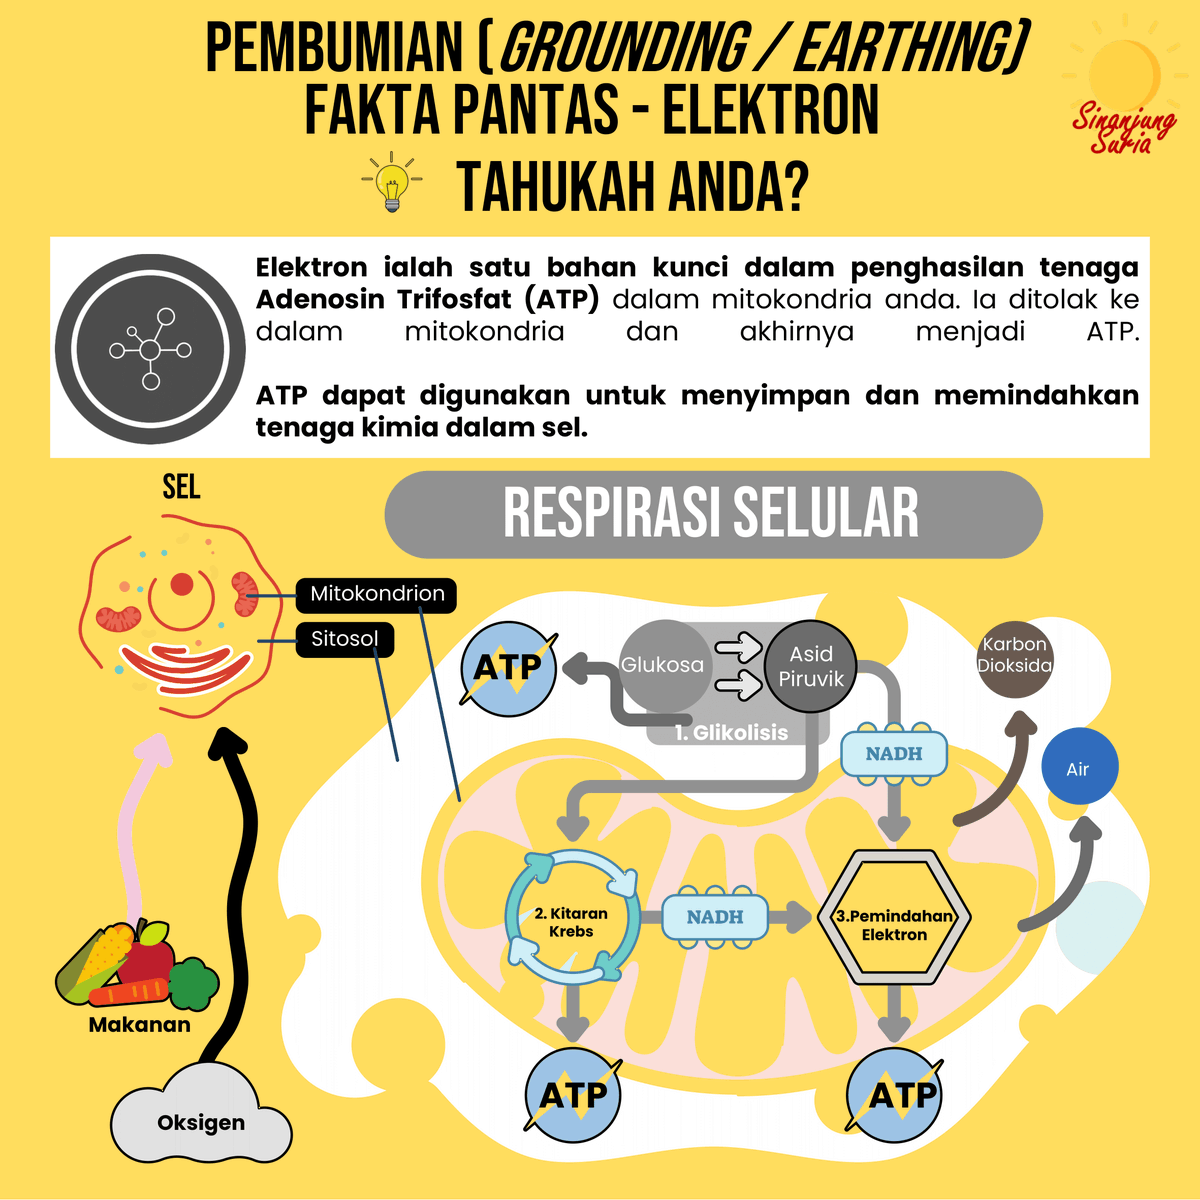 PEMBUMIAN (GROUNDING / EARTHING)
FAKTA PANTAS - ELEKTRON
TAHUKAH ANDA?
Sinanjung
Suria
Elektron ialah satu bahan kunci dalam penghasilan tenaga
Adenosin Trifosfat (ATP) dalam mitokondria anda. Ia ditolak ke
dalam mitokondria dan akhirnya menjadi ATP.
ATP dapat digunakan untuk menyimpan dan memindahkan
tenaga kimia dalam sel.
SEL
RESPIRASI SELULAR
Mitokondrion
Sitosol
ATP
Glukosa
Asid
Piruvik
1. Glikolisis
Karbon
Dioksida
NADH
Air
2. Kitaran
Krebs
NADH
3.Pemindahan
Elektron
Makanan
Oksigen
ATP
ATP